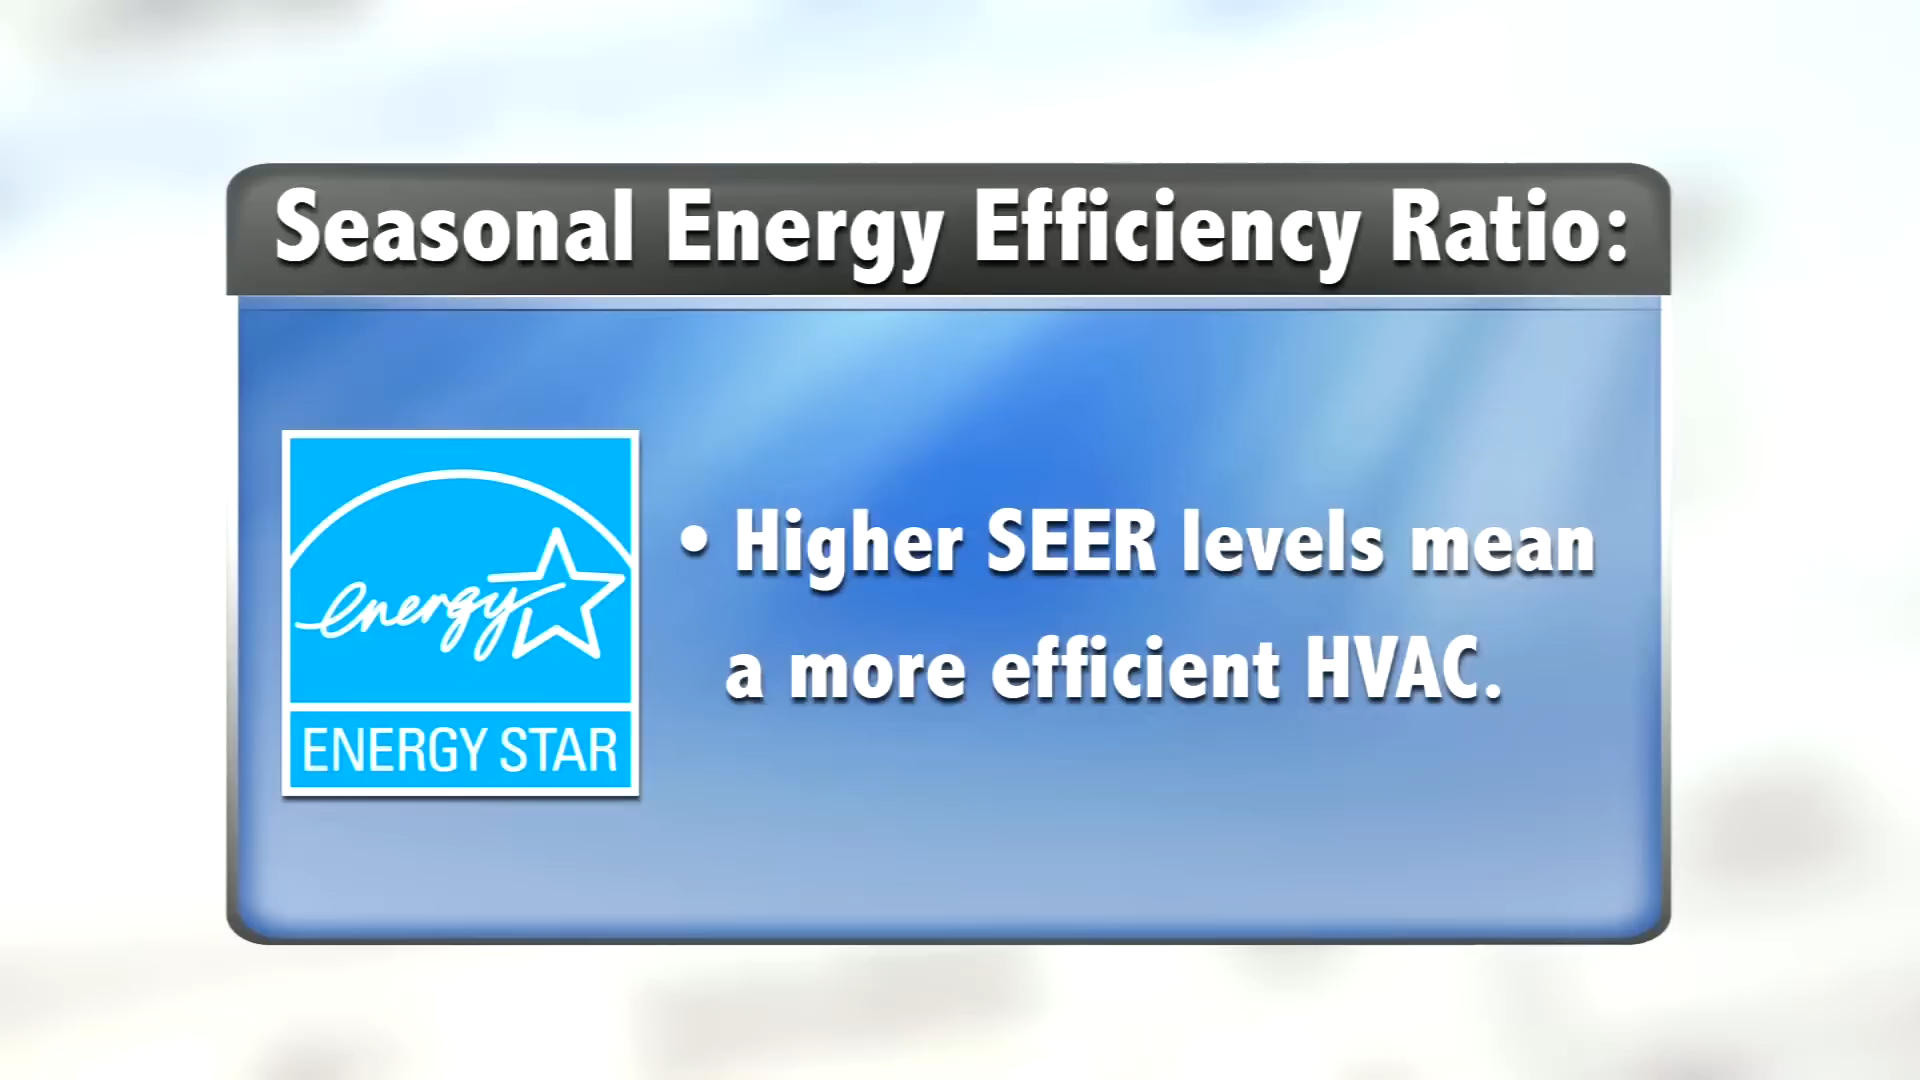 Seasonal Energy Efficiency Ratio:
energy
ENERGY STAR
• Higher SEER levels mean
a more efficient HVAC.